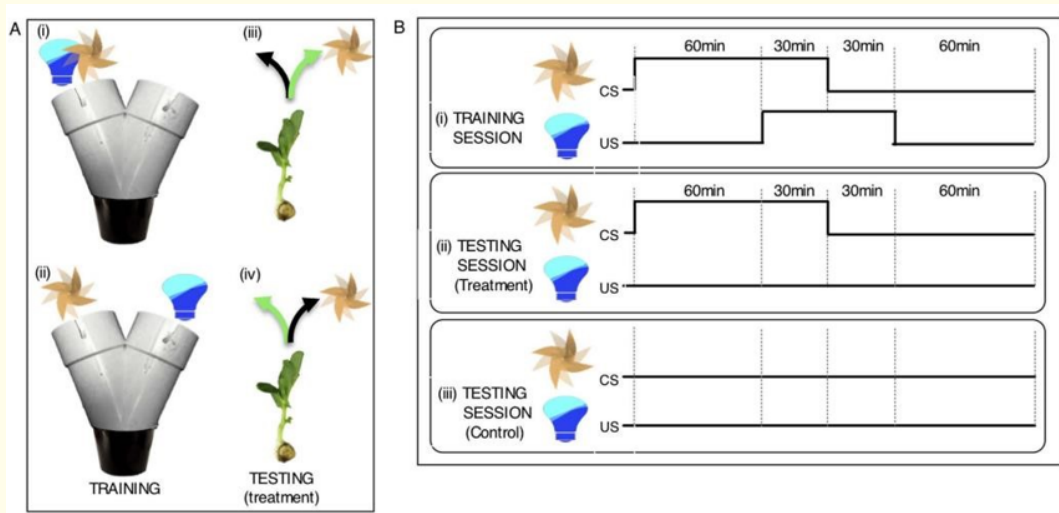 A
(i)
(iii)
(ii)
(iv)
TRAINING
TESTING
(treatment)
B
60min 30min 30min 60min
CS
(i) TRAINING
SESSION
US
60min 30min 30min 60min
CS
(ii) TESTING
SESSION
(Treatment)
US
CS
(iii) TESTING
SESSION
(Control)
US